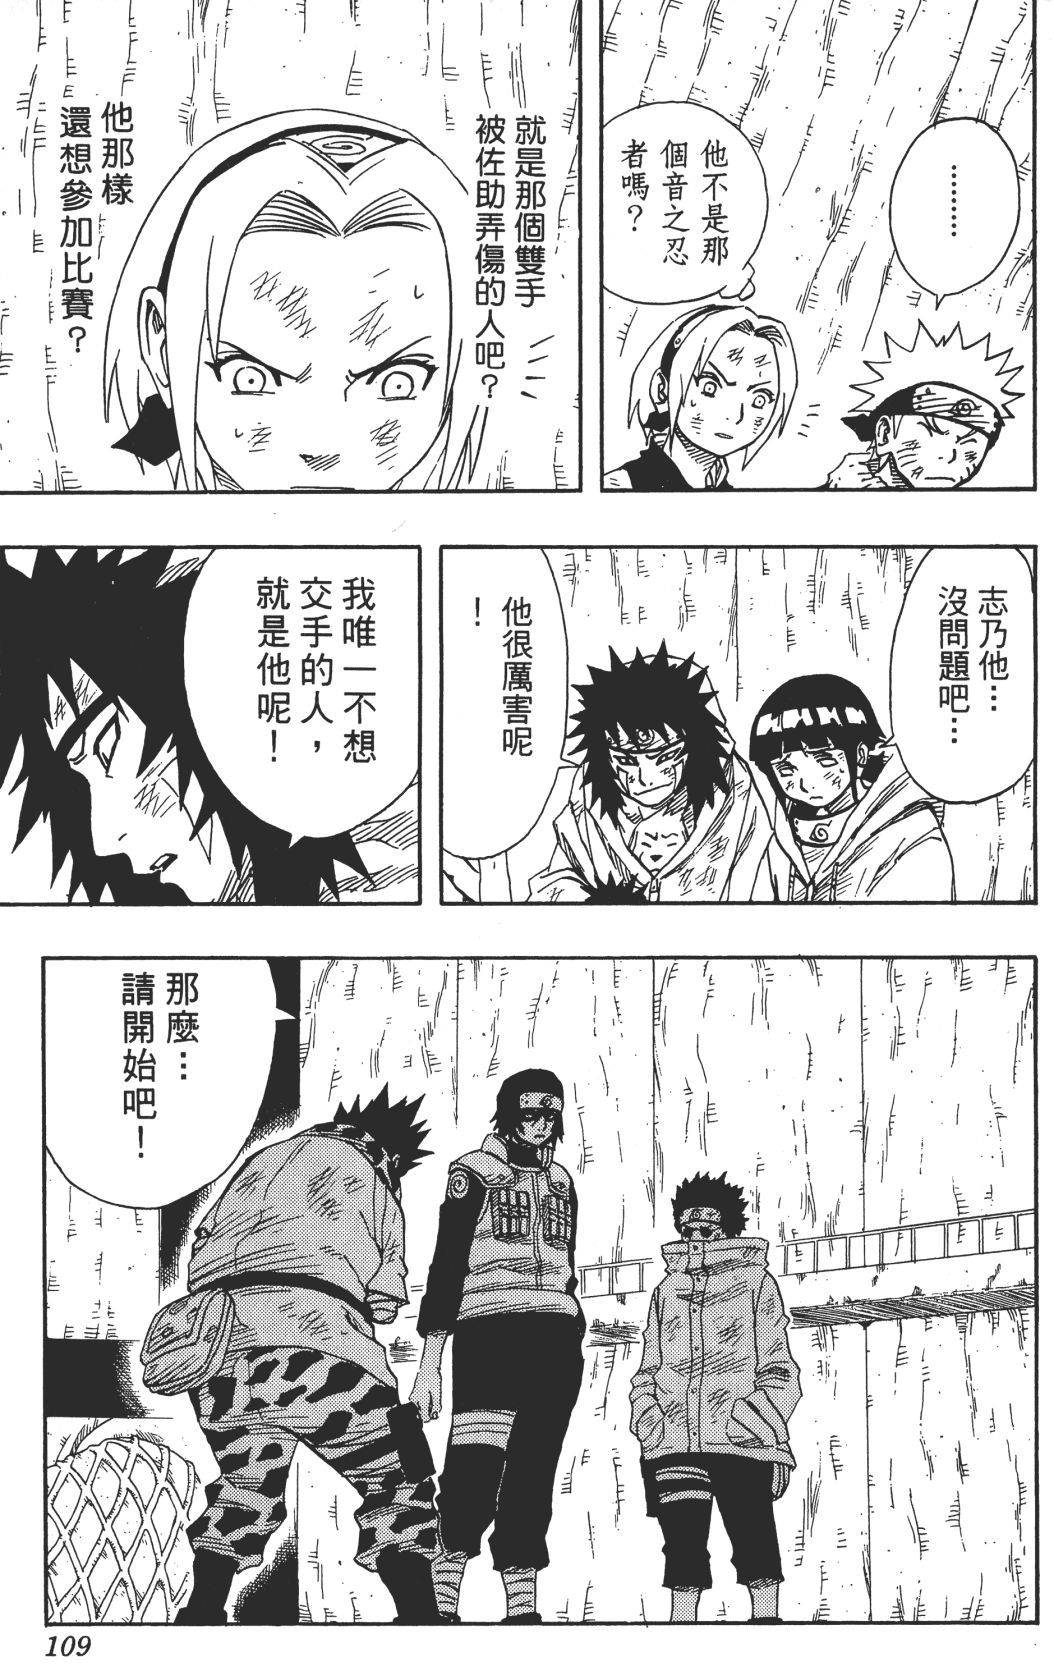 ………
他不是那
個音之忍
者嗎？
就是那個雙手
被佐助弄傷的人吧？
他那樣
還想參加比賽？
志乃他…
沒問題吧…
他很厲害呢
！
我唯一不想
交手的人，
就是他呢！
那麼…
請開始吧！
109